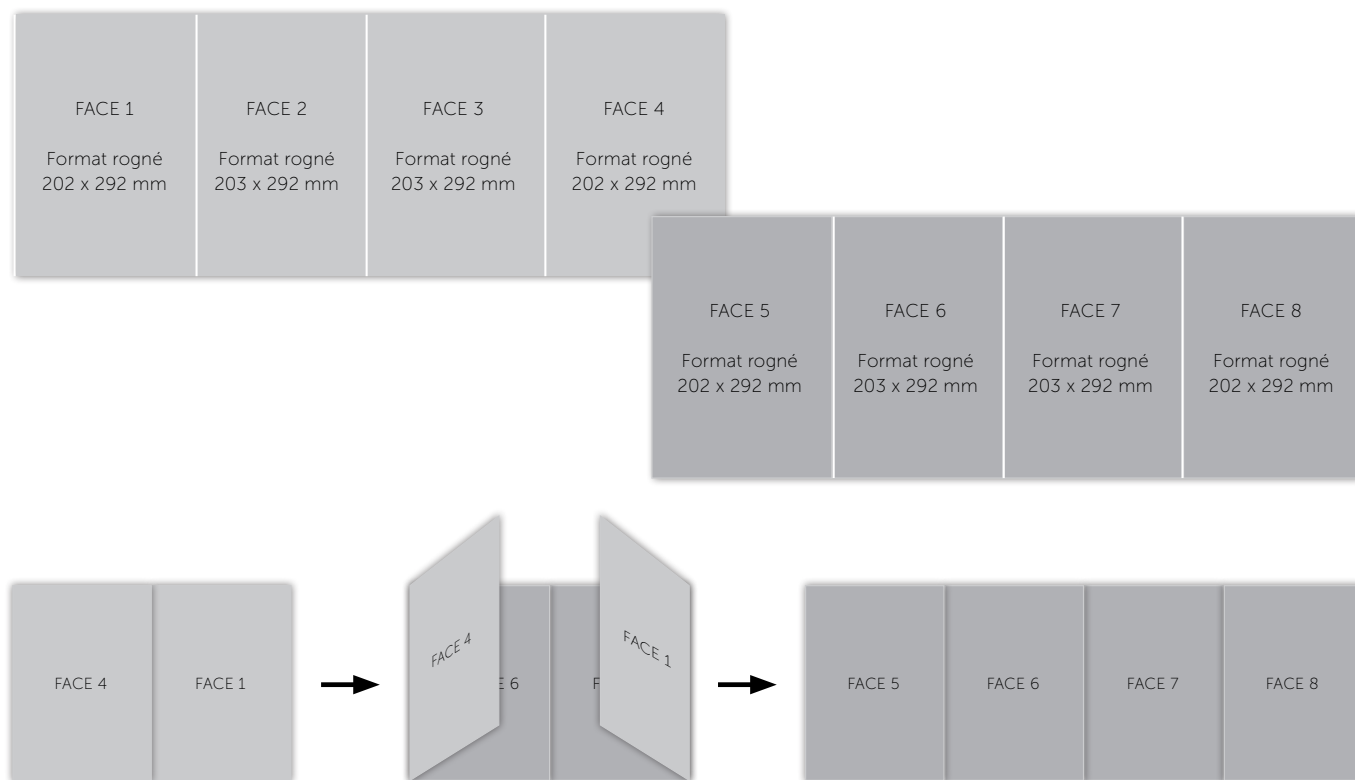 FACE 1
Format rogné
202 x 292 mm
FACE 2
Format rogné
203 x 292 mm
FACE 3
Format rogné
203 x 292 mm
FACE 4
Format rogné
202 x 292 mm
FACE 5
Format rogné
202 x 292 mm
FACE 6
Format rogné
203 x 292 mm
FACE 7
Format rogné
203 x 292 mm
FACE 8
Format rogné
202 x 292 mm
FACE 4
FACE 1
FACE 4
E 6
F
FACE 1
FACE 5
FACE 6
FACE 7
FACE 8